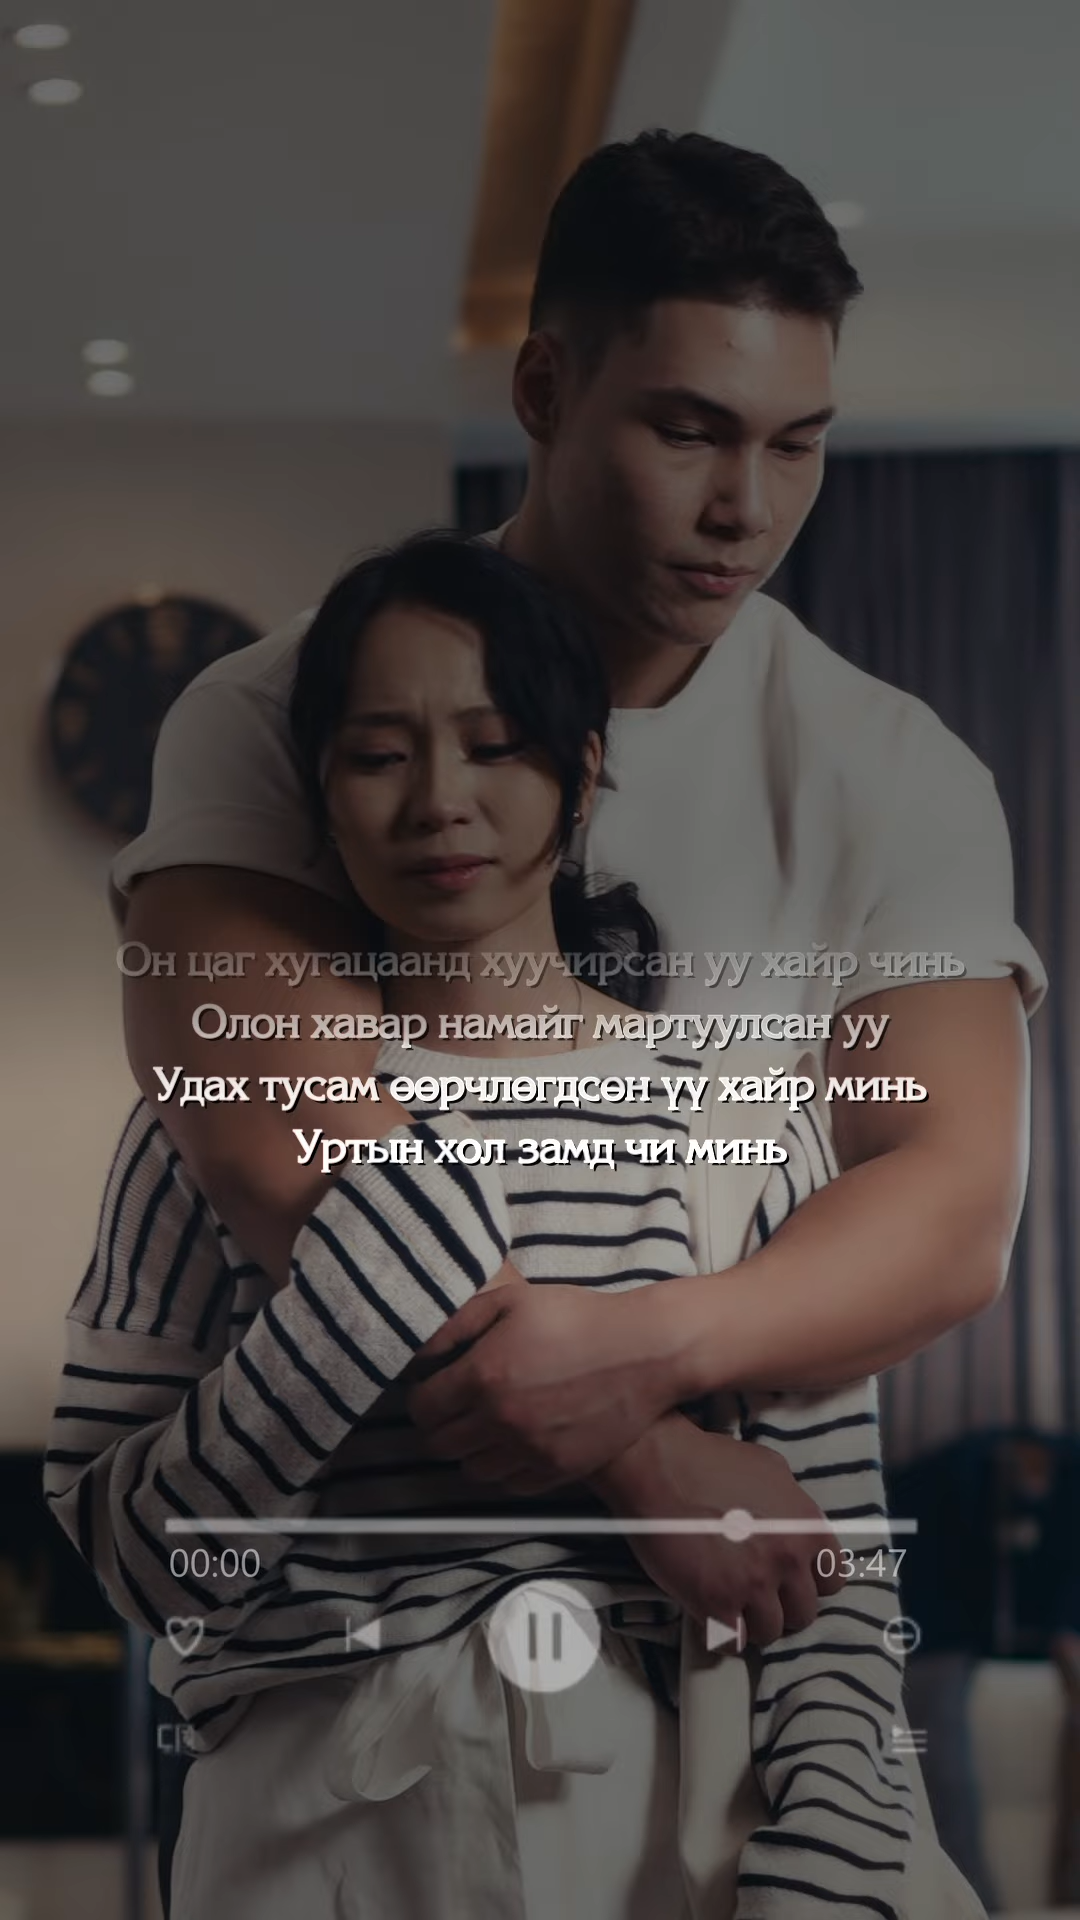 Он цаг хугацаанд хуучирсан уу хайр чинь
Олон хавар намайг мартуулсан уу
Удах тусам өөрчлөгдсөн үү хайр минь
Уртын хол замд чи минь
00:00
03:47